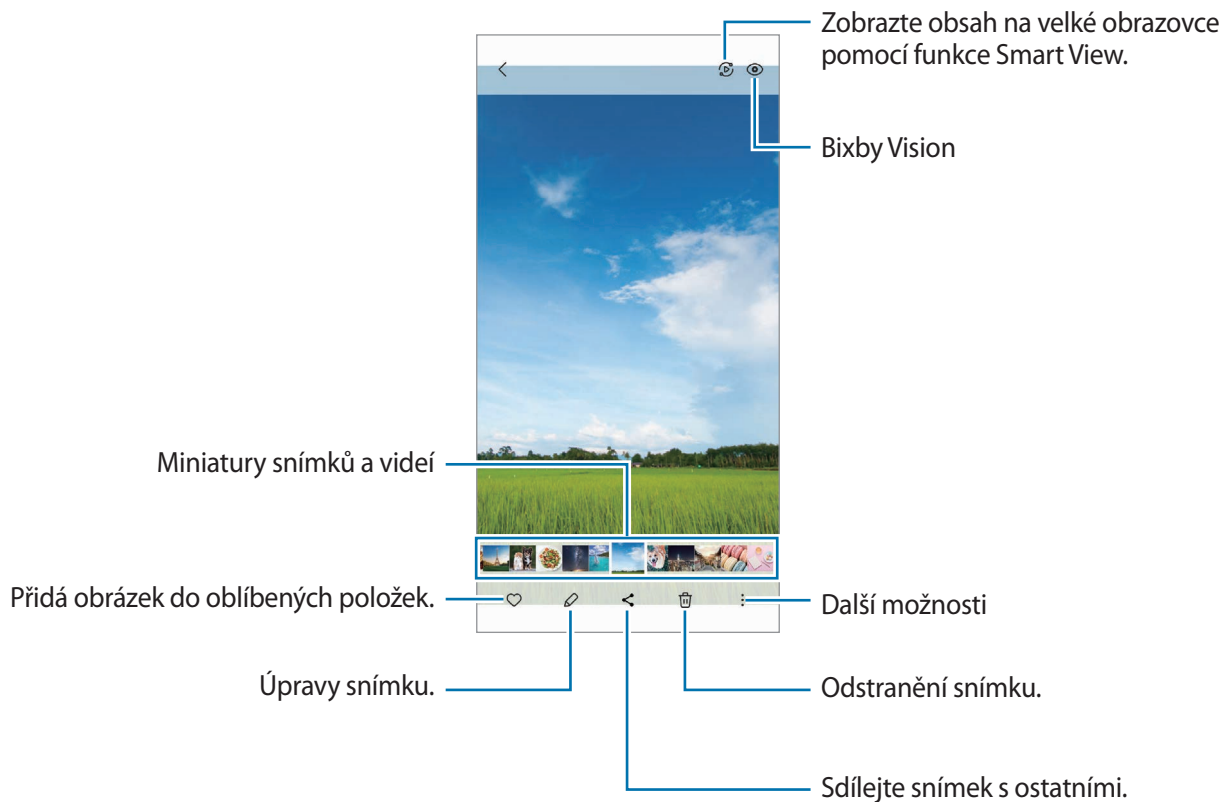 Zobrazte obsah na velké obrazovce
pomocí funkce Smart View.
Bixby Vision
Miniatury snímků a videí
Přidá obrázek do oblíbených položek.
Další možnosti
Úpravy snímku.
Odstranění snímku.
Sdílejte snímek s ostatními.